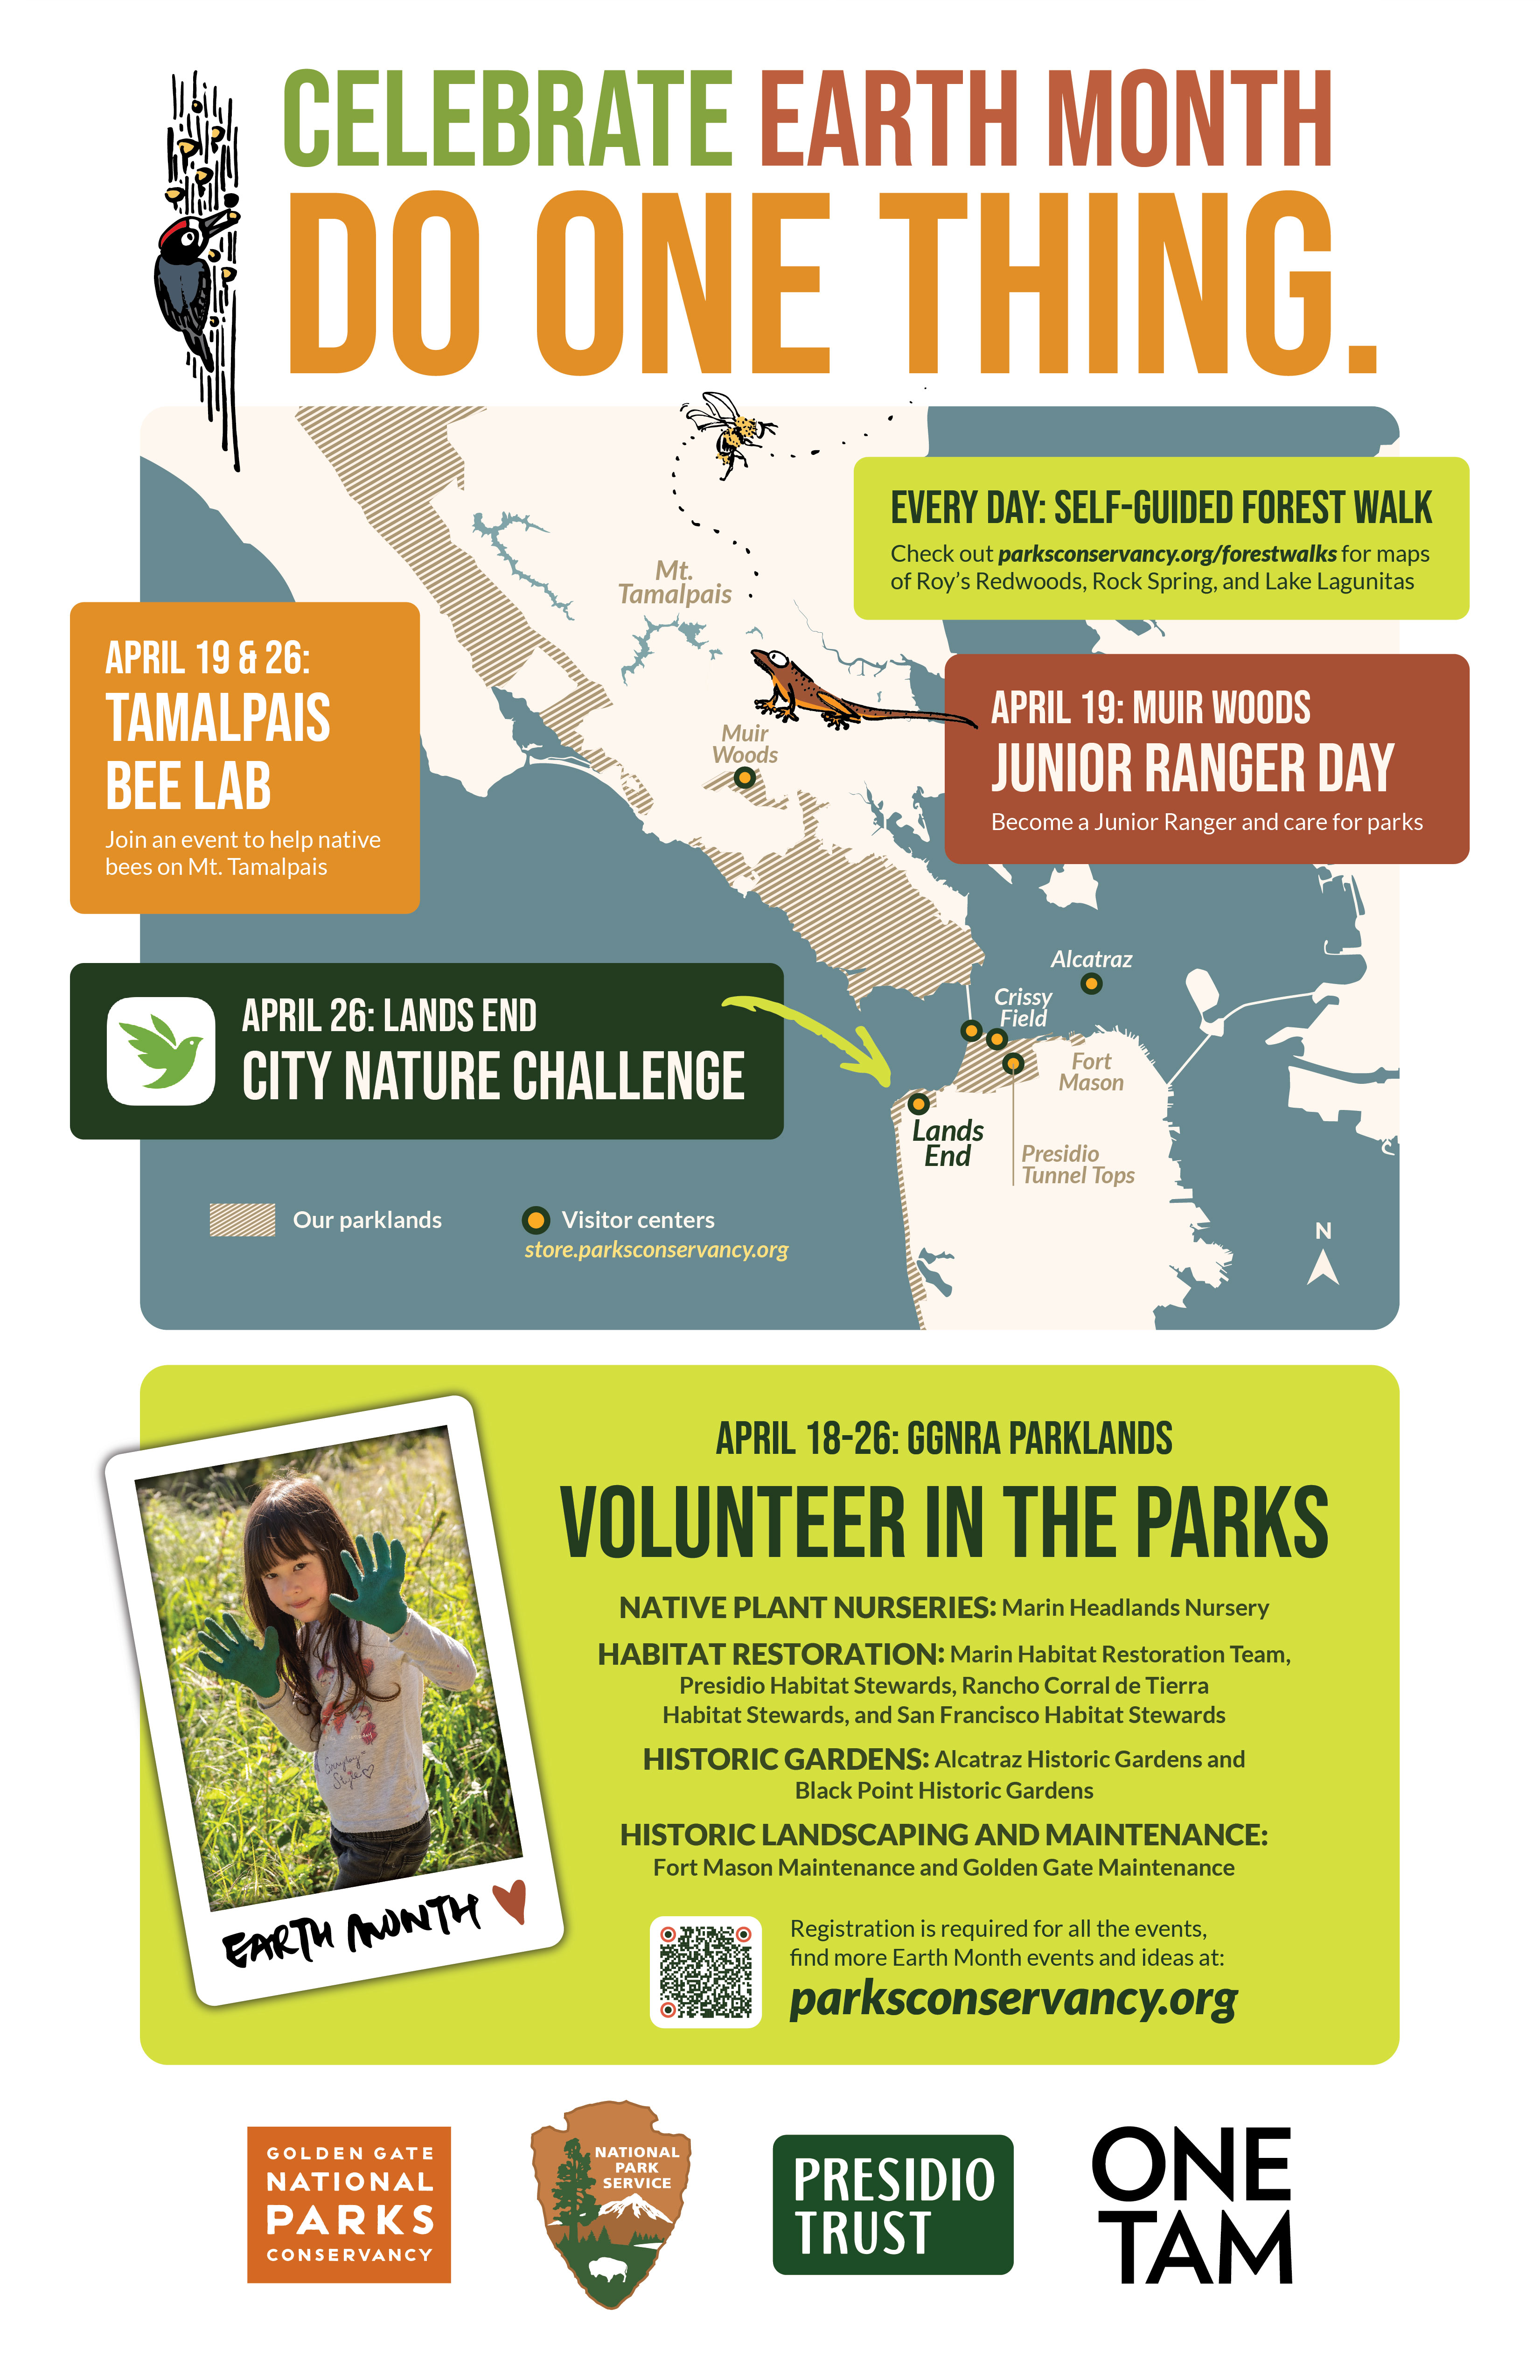 CELEBRATE EARTH MONTH
DO ONE THING.
EVERY DAY: SELF-GUIDED FOREST WALK
Check out parksconservancy.org/forestwalks for maps
of Roy's Redwoods, Rock Spring, and Lake Lagunitas
Mt.
Tamalpais
APRIL 19 & 26:
TAMALPAIS
BEE LAB
Join an event to help native
bees on Mt. Tamalpais
APRIL 19: MUIR WOODS
JUNIOR RANGER DAY
Become a Junior Ranger and care for parks
Muir
Woods
Alcatraz
Crissy
Field
APRIL 26: LANDS END
CITY NATURE CHALLENGE
Fort
Mason
Lands
End
Presidio
Tunnel Tops
Our parklands
Visitor centers
store.parksconservancy.org
N
APRIL 18-26: GGNRA PARKLANDS
VOLUNTEER IN THE PARKS
NATIVE PLANT NURSERIES: Marin Headlands Nursery
HABITAT RESTORATION: Marin Habitat Restoration Team,
Presidio Habitat Stewards, Rancho Corral de Tierra
Habitat Stewards, and San Francisco Habitat Stewards
HISTORIC GARDENS: Alcatraz Historic Gardens and
Black Point Historic Gardens
HISTORIC LANDSCAPING AND MAINTENANCE:
Fort Mason Maintenance and Golden Gate Maintenance
Style
EARTH MONTH
Registration is required for all the events,
find more Earth Month events and ideas at:
parksconservancy.org
GOLDEN GATE
NATIONAL
PARKS
CONSERVANCY
NATIONAL
PARK
SERVICE
PRESIDIO
TRUST
ONE
TAM